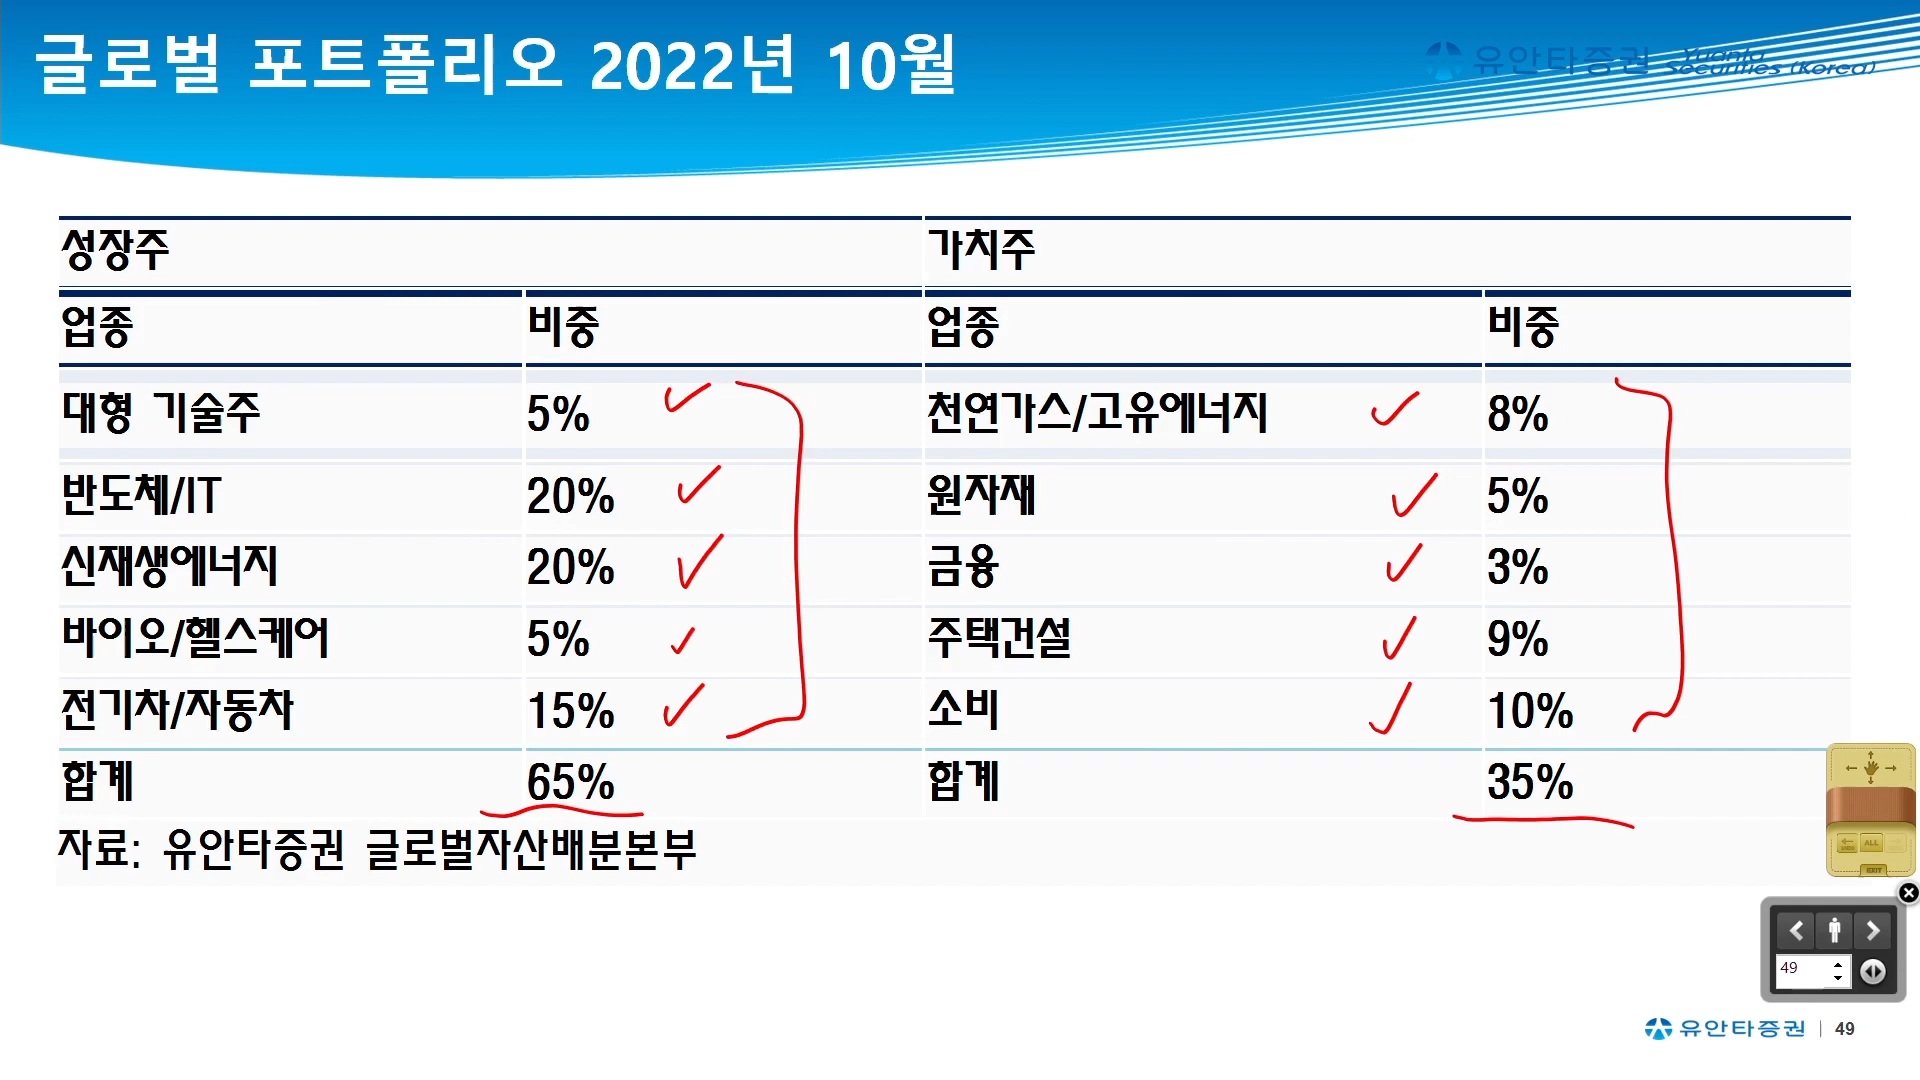 글로벌 포트폴리오 2022년 10월
유안타증권 Yuanta Securities (Korea)
성장주 가치주
업종 비중 업종 비중
대형 기술주 5% 천연가스/고유에너지 8%
반도체/IT 20% 원자재 5%
신재생에너지 20% 금융 3%
바이오/헬스케어 5% 주택건설 9%
전기차/자동차 15% 소비 10%
합계 65% 합계 35%
자료: 유안타증권 글로벌자산배분본부
ALL
EXIT
49
유안타증권 | 49